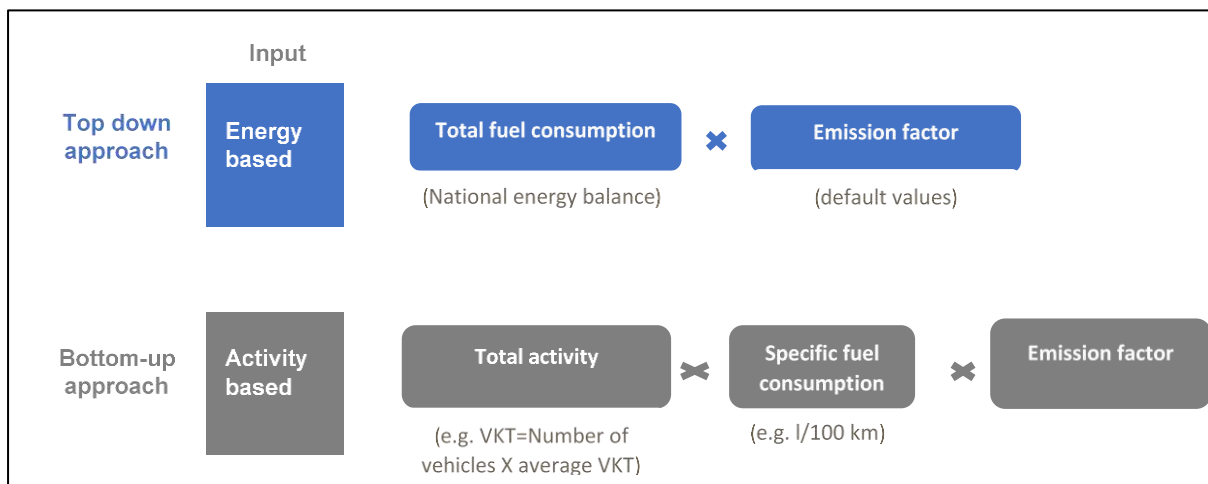 Input
Top down
approach
Energy
based
Total fuel consumption
Emission factor
(National energy balance)
(default values)
Bottom-up
approach
Activity
based
Total activity
Specific fuel
consumption
Emission factor
(e.g. VKT=Number of
vehicles X average VKT)
(e.g. l/100 km)